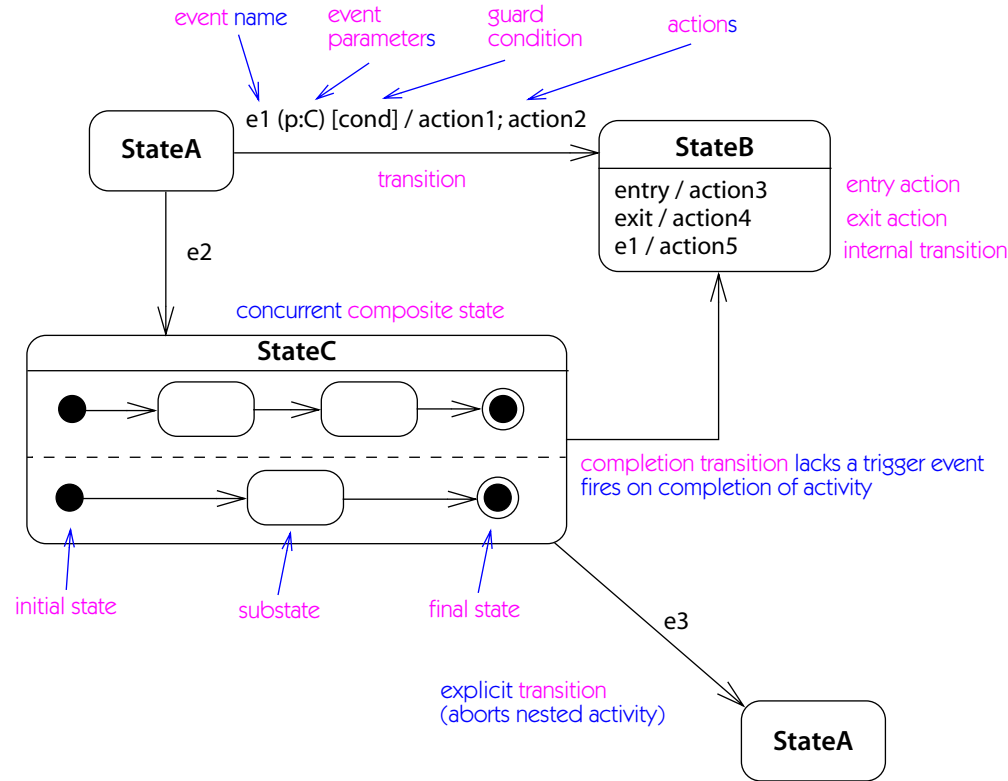 event name
event
parameters
guard
condition
actions
e1 (p:C) [cond] / action1; action2
StateA
transition
StateB
entry / action3
exit / action4
e1 / action5
entry action
exit action
internal transition
e2
concurrent composite state
StateC
completion transition lacks a trigger event
fires on completion of activity
initial state
substate
final state
e3
explicit transition
(aborts nested activity)
StateA